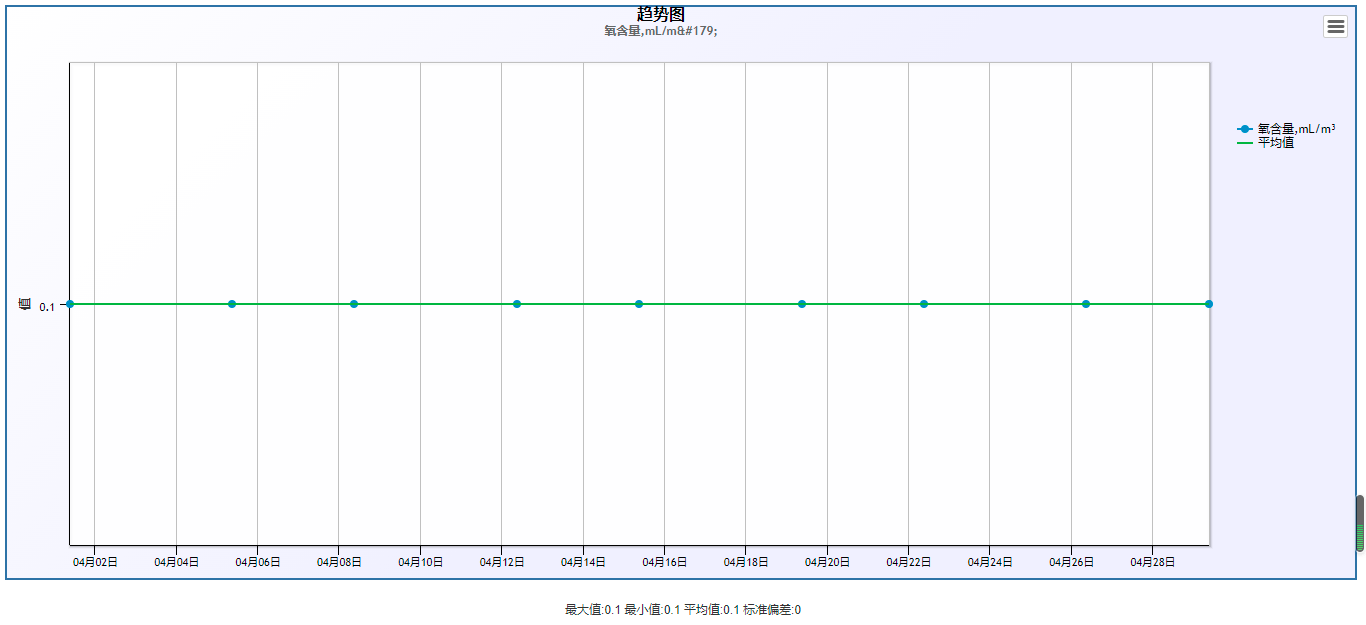 趋势图
氧含量,mL/m&#179;
氧含量,mL/m³
平均值
值
0.1
04月02日 04月04日 04月06日 04月08日 04月10日 04月12日 04月14日 04月16日 04月18日 04月20日 04月22日 04月24日 04月26日 04月28日
最大值:0.1 最小值:0.1 平均值:0.1 标准偏差:0